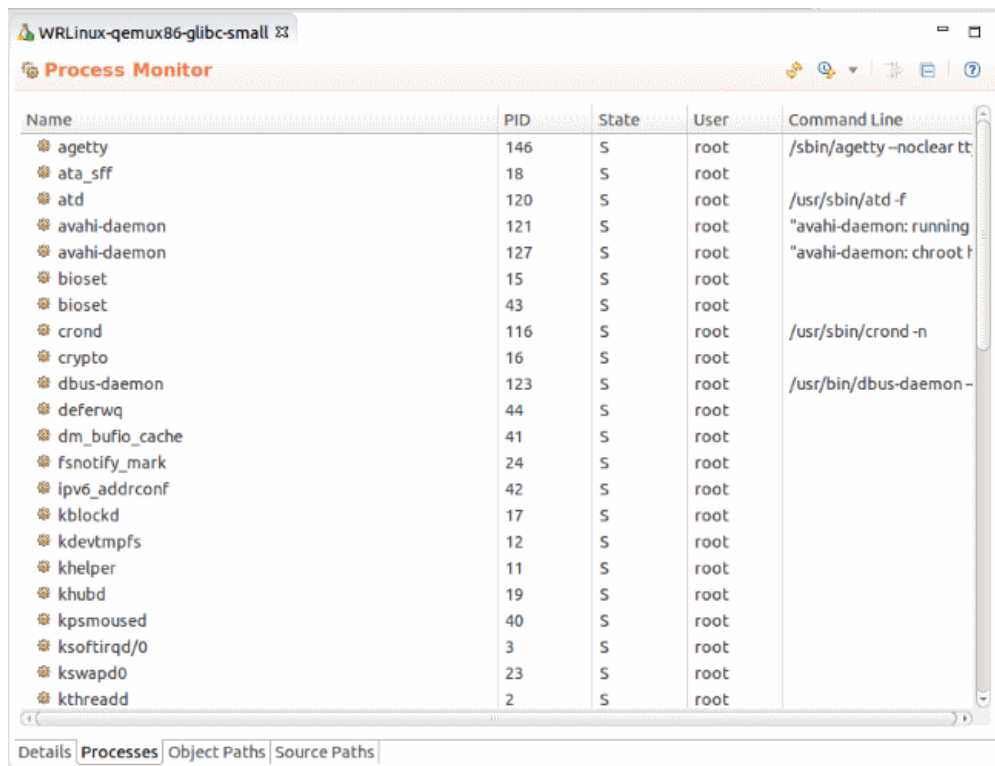 WRLinux-qemux86-glibc-small
Process Monitor
Name PID State User Command Line
agetty 146 S root /sbin/agetty –noclear tt
ata_sff 18 S root
atd 120 S root /usr/sbin/atd -f
avahi-daemon 121 S root "avahi-daemon: running
avahi-daemon 127 S root "avahi-daemon: chroot h
bioset 15 S root
bioset 43 S root
crond 116 S root /usr/sbin/crond -n
crypto 16 S root
dbus-daemon 123 S root /usr/bin/dbus-daemon –
deferwq 44 S root
dm_bufio_cache 41 S root
fsnotify_mark 24 S root
ipv6_addrconf 42 S root
kblockd 17 S root
kdevtmpfs 12 S root
khelper 11 S root
khubd 19 S root
kpsmoused 40 S root
ksoftirqd/0 3 S root
kswapd0 23 S root
kthreadd 2 S root
Details Processes Object Paths Source Paths